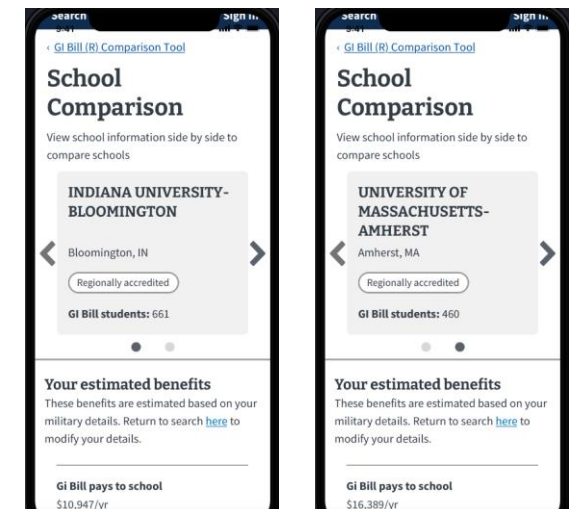 Search Sign In
9:41
‹ GI Bill (R) Comparison Tool
School
Comparison
View school information side by side to
compare schools
INDIANA UNIVERSITY-
BLOOMINGTON
Bloomington, IN
Regionally accredited
GI Bill students: 661
Your estimated benefits
These benefits are estimated based on your
military details. Return to search here to
modify your details.
Gi Bill pays to school
$10,947/yr
Search Sign In
9:41
‹ GI Bill (R) Comparison Tool
School
Comparison
View school information side by side to
compare schools
UNIVERSITY OF
MASSACHUSETTS-
AMHERST
Amherst, MA
Regionally accredited
GI Bill students: 460
Your estimated benefits
These benefits are estimated based on your
military details. Return to search here to
modify your details.
Gi Bill pays to school
$16,389/yr